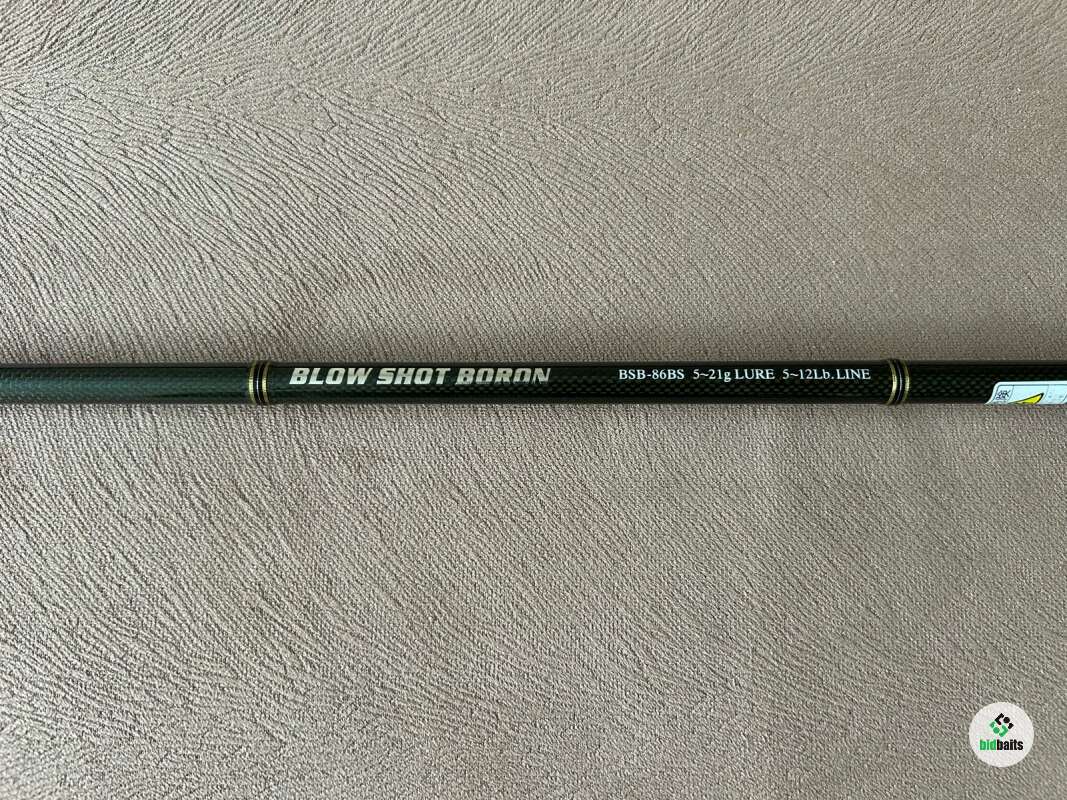 BLOW SHOT BORON BSB-86BS 5~21g LURE 5~12Lb. LINE
bidbaits